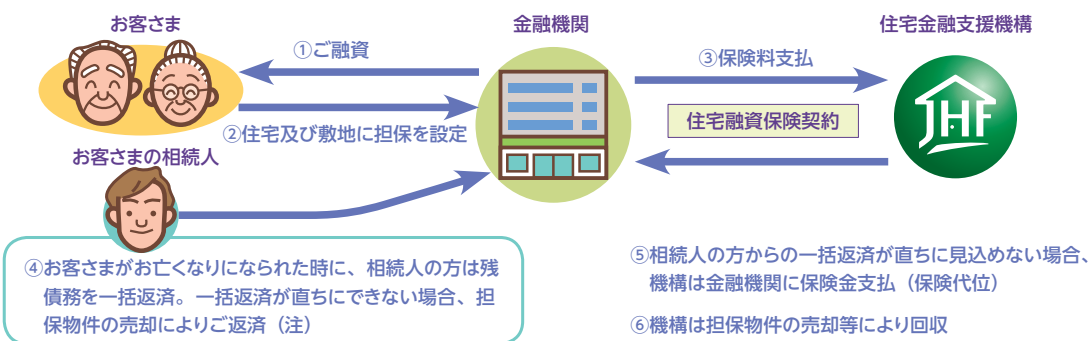 お客さま
金融機関
住宅金融支援機構
①ご融資
③保険料支払
JHF
住宅融資保険契約
②住宅及び敷地に担保を設定
お客さまの相続人
④お客さまがお亡くなりになられた時に、相続人の方は残
債務を一括返済。一括返済が直ちにできない場合、担
保物件の売却によりご返済（注）
⑤相続人の方からの一括返済が直ちに見込めない場合、
機構は金融機関に保険金支払（保険代位）
⑥機構は担保物件の売却等により回収